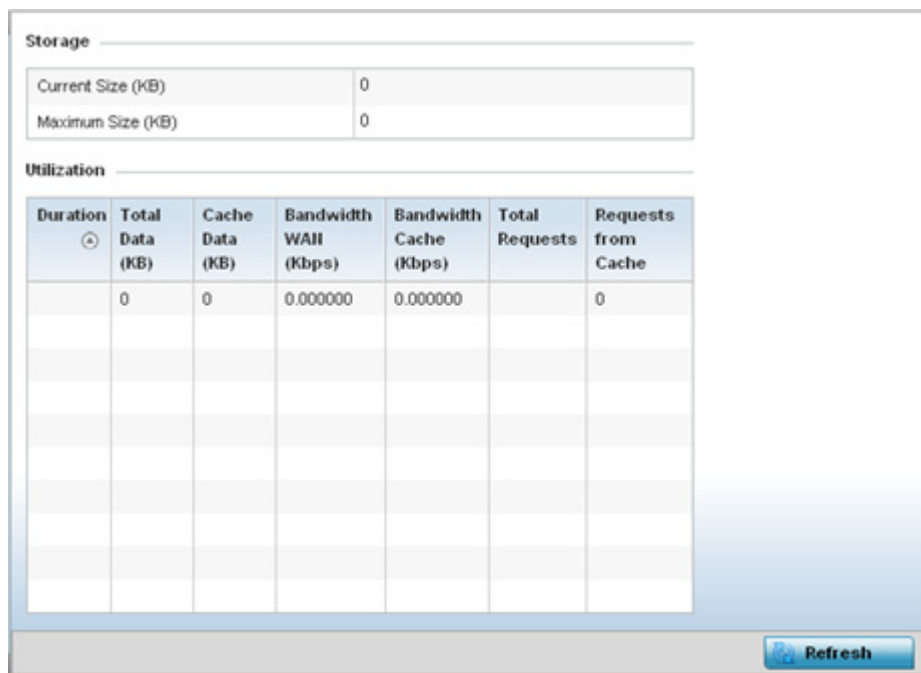 Storage
Current Size (KB) 0
Maximum Size (KB) 0
Utilization
Duration Total Data (KB) Cache Data (KB) Bandwidth WAN (Kbps) Bandwidth Cache (Kbps) Total Requests Requests from Cache
0 0 0.000000 0.000000 0
Refresh